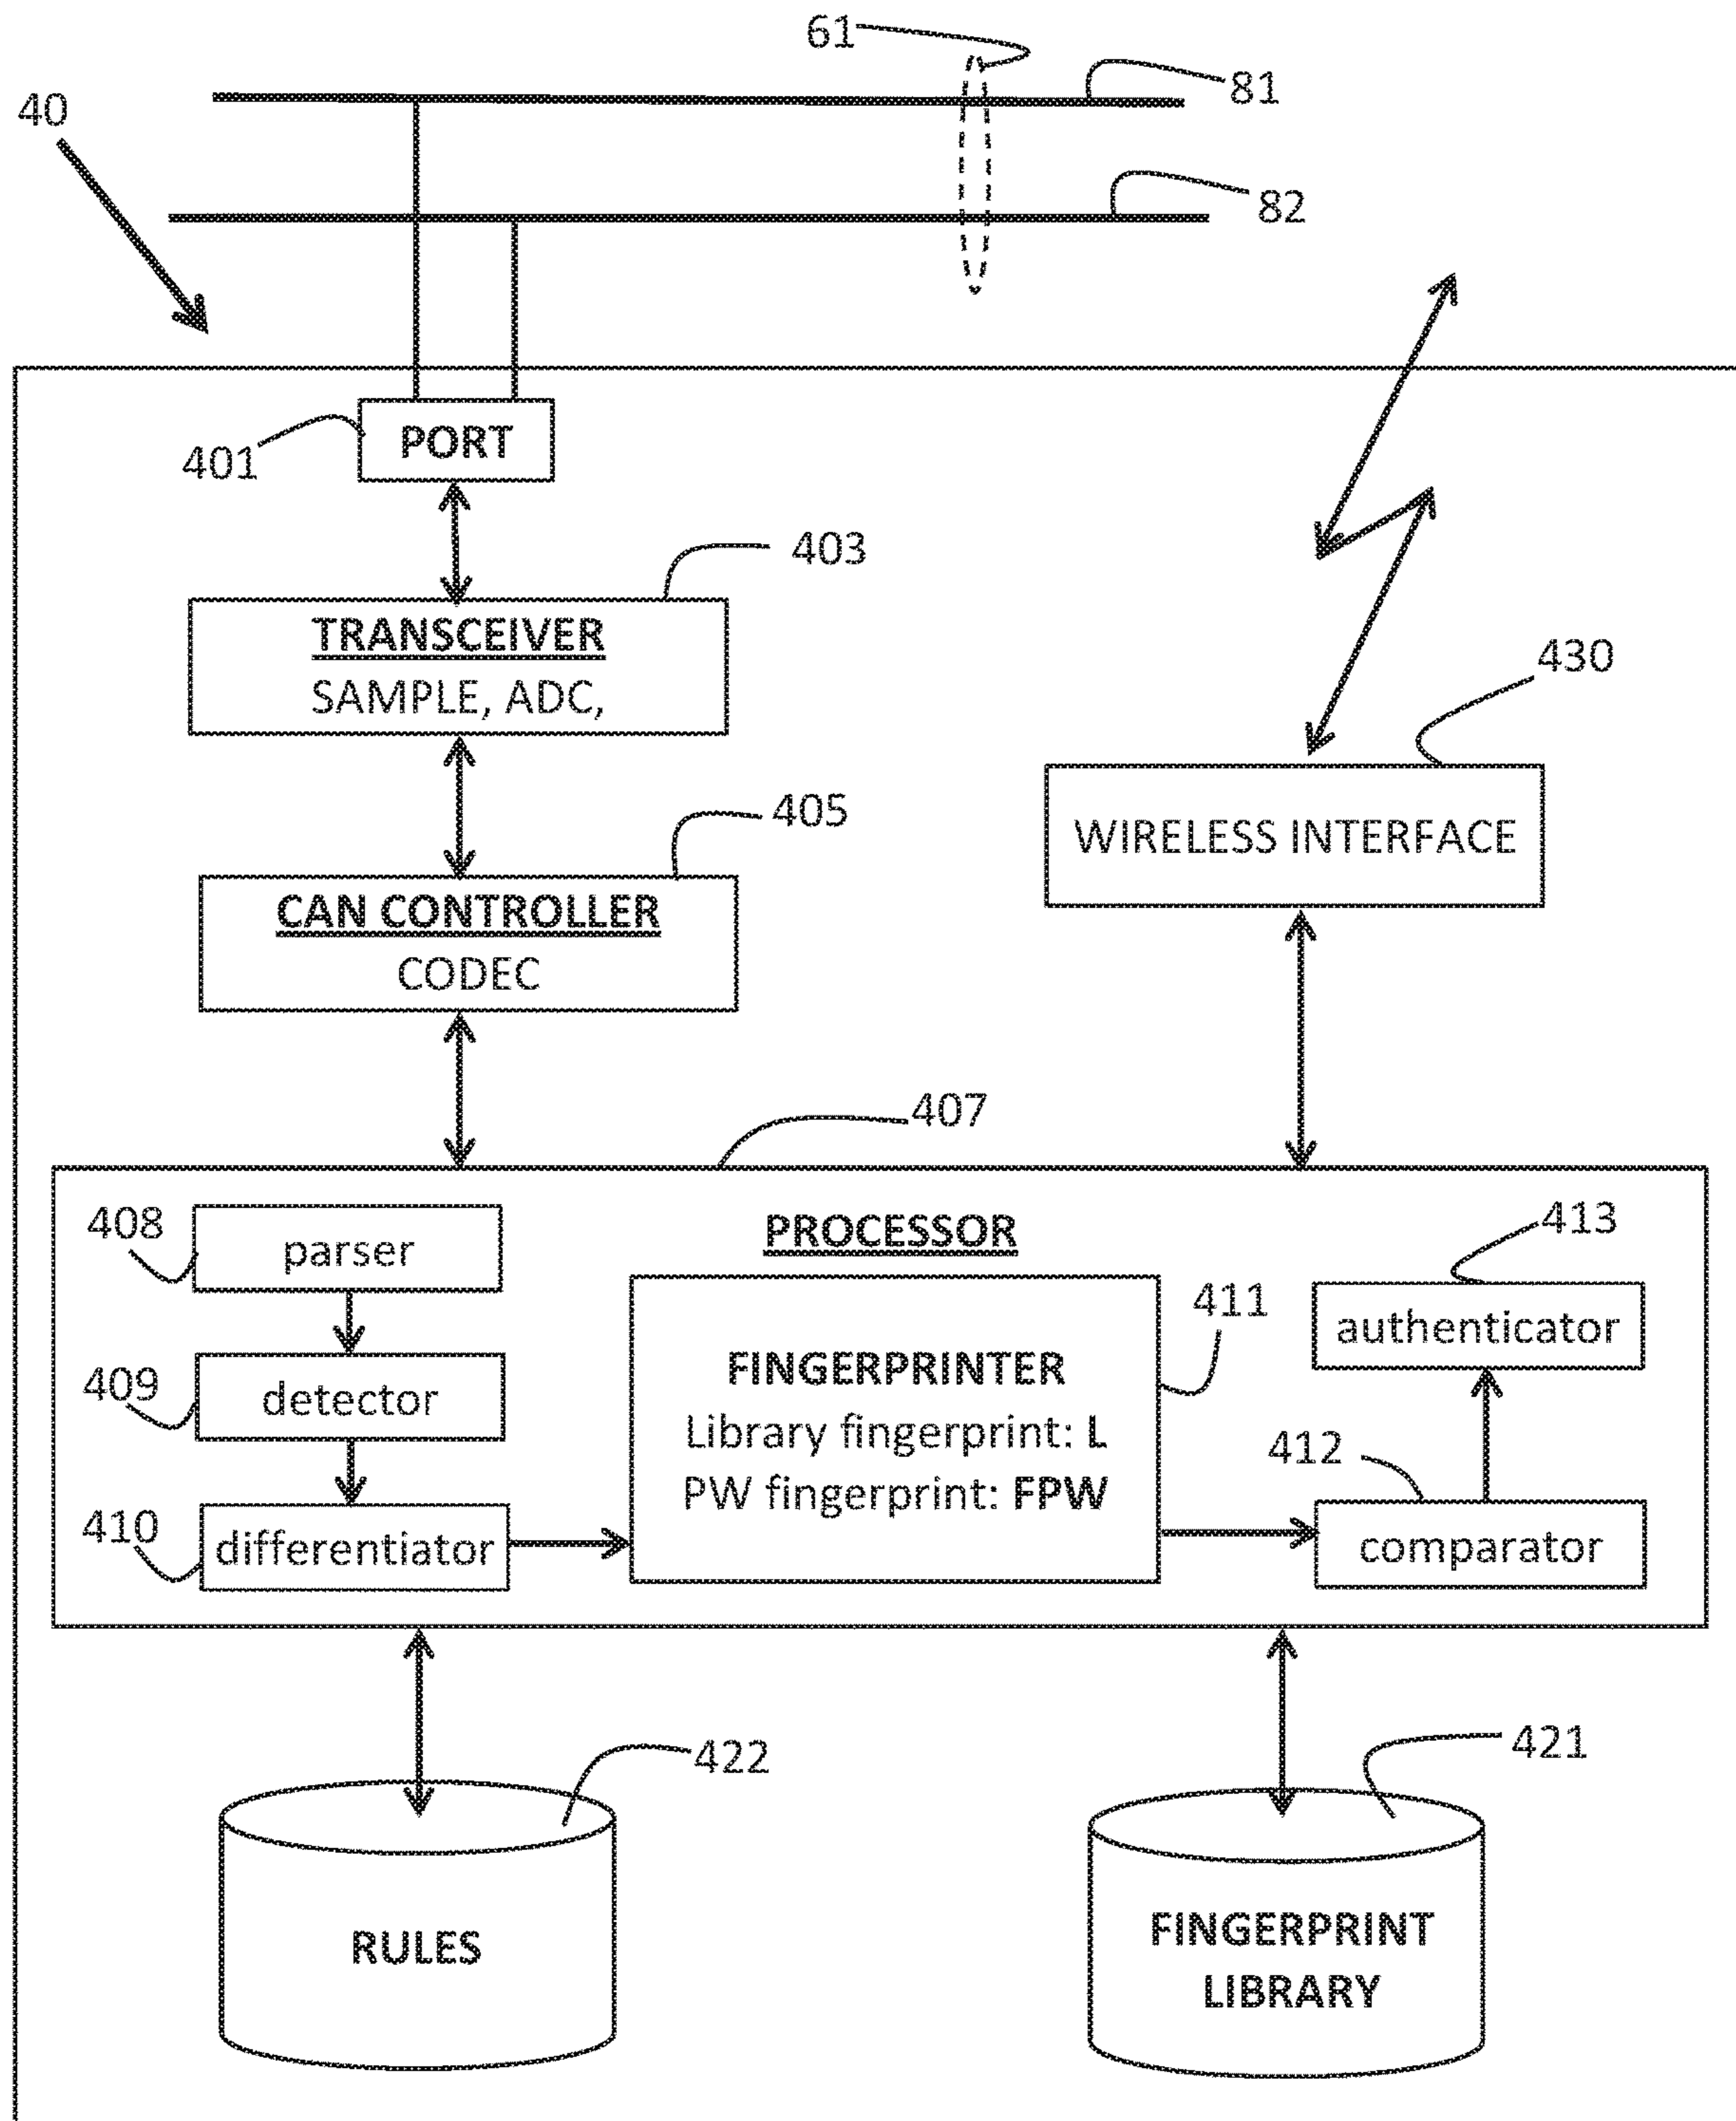 61
81
40
82
PORT
401
403
TRANSCEIVER
SAMPLE, ADC,
430
405
WIRELESS INTERFACE
CAN CONTROLLER
CODEC
407
408
parser
PROCESSOR
413
411
authenticator
409
detector
FINGERPRINTER
Library fingerprint: L
PW fingerprint: FPW
412
410
differentiator
comparator
422
421
RULES
FINGERPRINT
LIBRARY